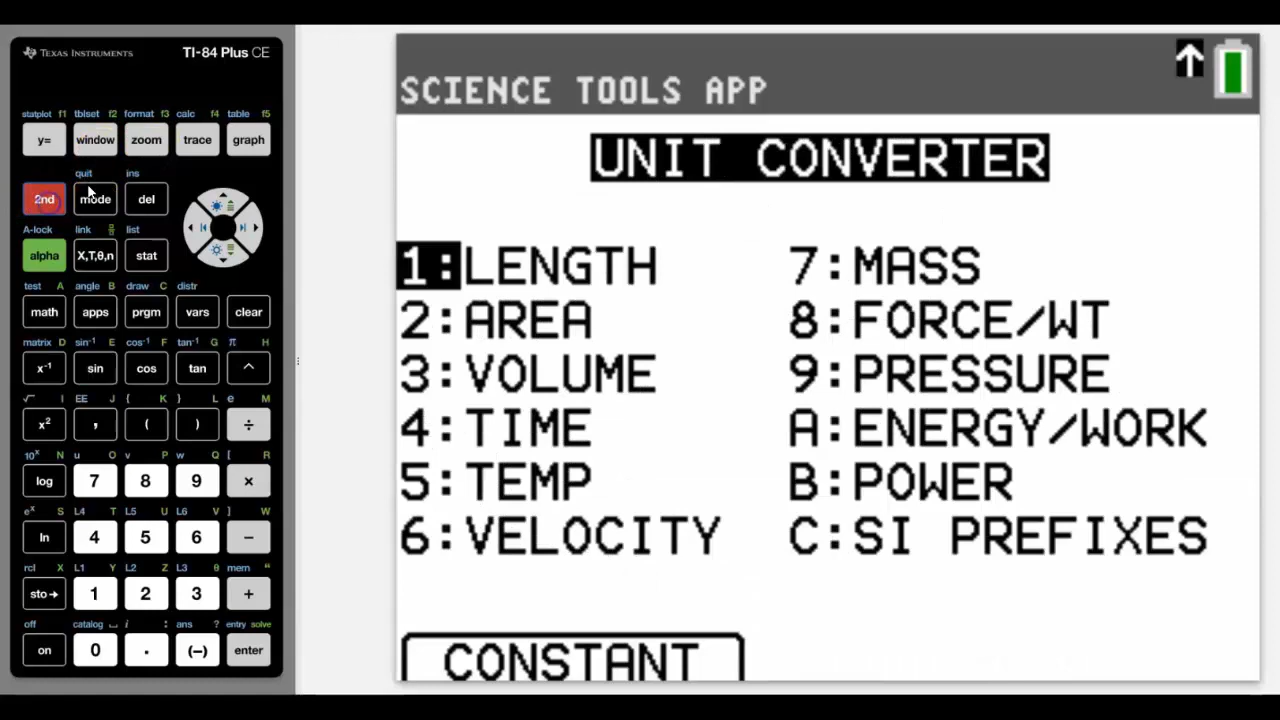 TEXAS INSTRUMENTS TI-84 Plus CE
statplot f1 tblset f2 format f3 calc f4 table f5
y= window zoom trace graph
quit ins
2nd mode del
A-lock link list
alpha X,T,θ,n stat
test A angle B draw C distr
math apps prgm vars clear
matrix D sin⁻¹ E cos⁻¹ F tan⁻¹ G π H
x⁻¹ sin cos tan ^
√ I EE J { K } L e M
x² , ( ) ÷
10ˣ N u O v P w Q [ R
log 7 8 9 ×
eˣ S L4 T L5 U L6 V ] W
ln 4 5 6 −
rcl X L1 Y L2 Z L3 θ mem "
sto→ 1 2 3 +
off catalog ⎵ i : ans ? entry solve
on 0 . (−) enter
SCIENCE TOOLS APP
UNIT CONVERTER
1:LENGTH 7:MASS
2:AREA 8:FORCE/WT
3:VOLUME 9:PRESSURE
4:TIME A:ENERGY/WORK
5:TEMP B:POWER
6:VELOCITY C:SI PREFIXES
CONSTANT